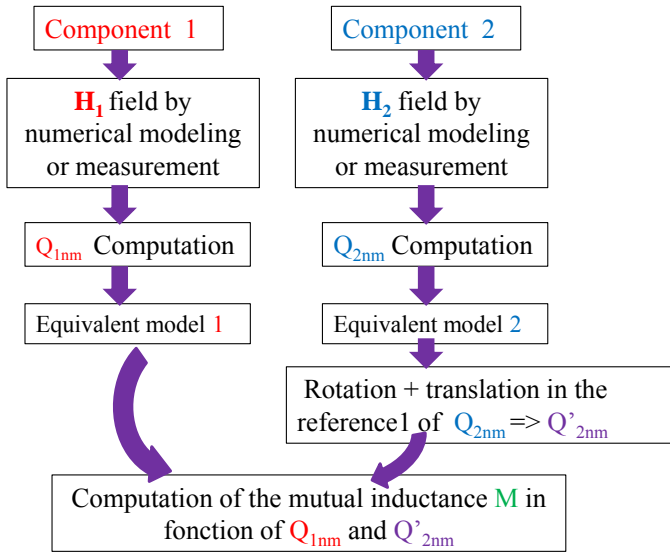 Component 1
H₁ field by
numerical modeling
or measurement
Q₁ₙₘ Computation
Equivalent model 1
Component 2
H₂ field by
numerical modeling
or measurement
Q₂ₙₘ Computation
Equivalent model 2
Rotation + translation in the
reference1 of Q₂ₙₘ => Q’₂ₙₘ
Computation of the mutual inductance M in
fonction of Q₁ₙₘ and Q’₂ₙₘ